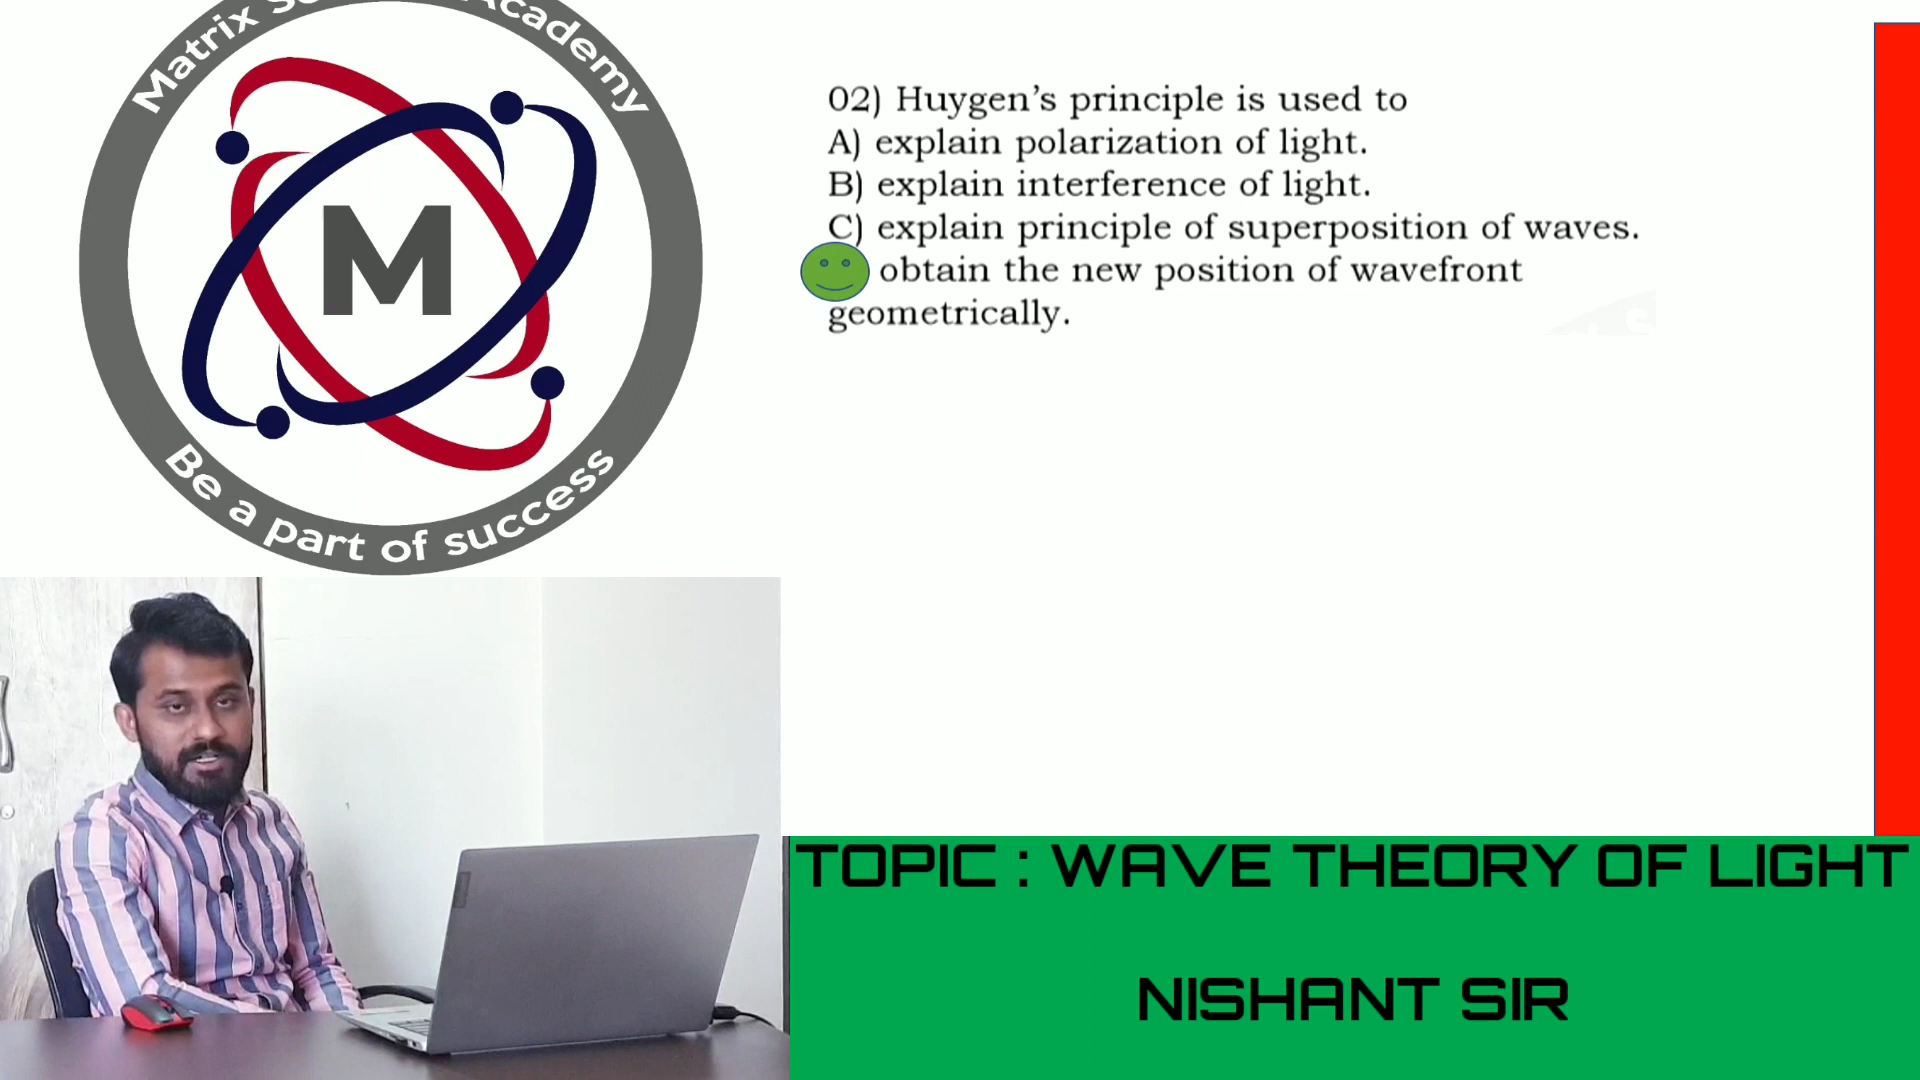 Matrix
Academy
M
Be a part of success
02) Huygen’s principle is used to
A) explain polarization of light.
B) explain interference of light.
C) explain principle of superposition of waves.
obtain the new position of wavefront
geometrically.
TOPIC : WAVE THEORY OF LIGHT
NISHANT SIR